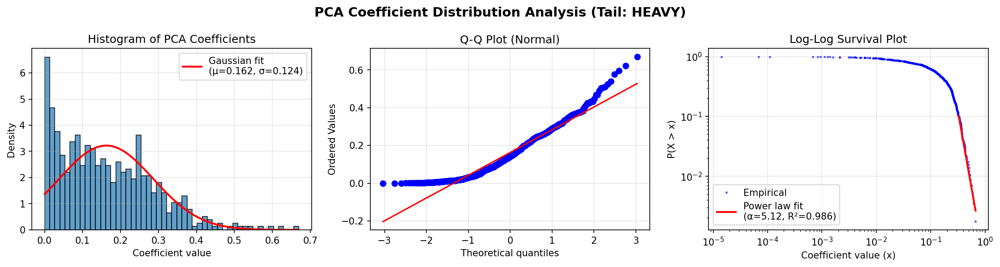 PCA Coefficient Distribution Analysis (Tail: HEAVY)
Histogram of PCA Coefficients
Gaussian fit
(μ=0.162, σ=0.124)
Density
6
5
4
3
2
1
0
0.0 0.1 0.2 0.3 0.4 0.5 0.6 0.7
Coefficient value
Q-Q Plot (Normal)
Ordered Values
0.6
0.4
0.2
0.0
−0.2
−3 −2 −1 0 1 2 3
Theoretical quantiles
Log-Log Survival Plot
P(X > x)
10⁰
10⁻¹
10⁻²
Empirical
Power law fit
(α=5.12, R²=0.986)
10⁻⁵ 10⁻⁴ 10⁻³ 10⁻² 10⁻¹ 10⁰
Coefficient value (x)